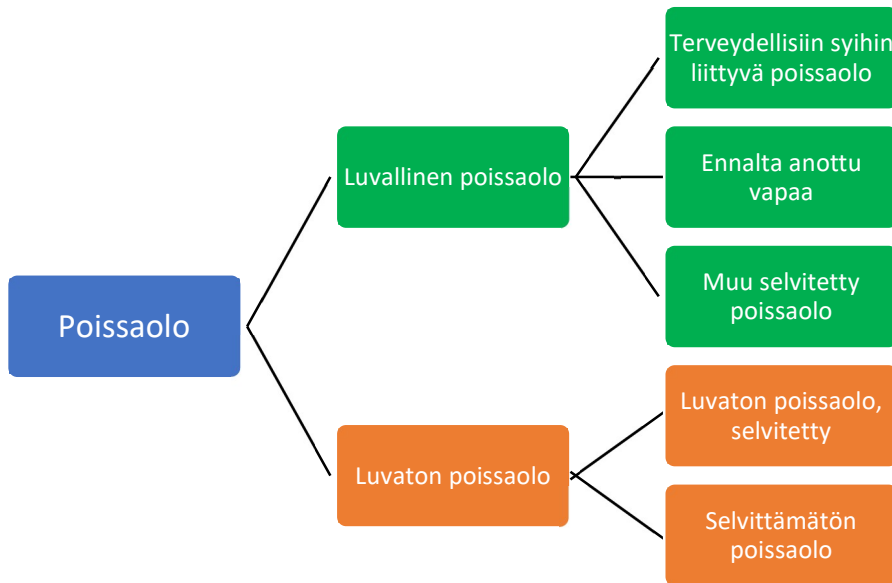 Terveydellisiin syihin
liittyvä poissaolo
Luvallinen poissaolo
Ennalta anottu
vapaa
Muu selvitetty
poissaolo
Poissaolo
Luvaton poissaolo,
selvitetty
Luvaton poissaolo
Selvittämätön
poissaolo